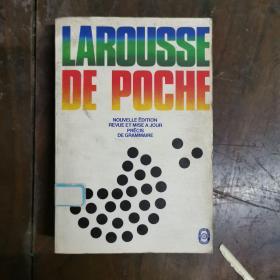 LAROUSSE
DE POCHE
NOUVELLE ÉDITION
REVUE ET MISE A JOUR
PRÉCIS
DE GRAMMAIRE